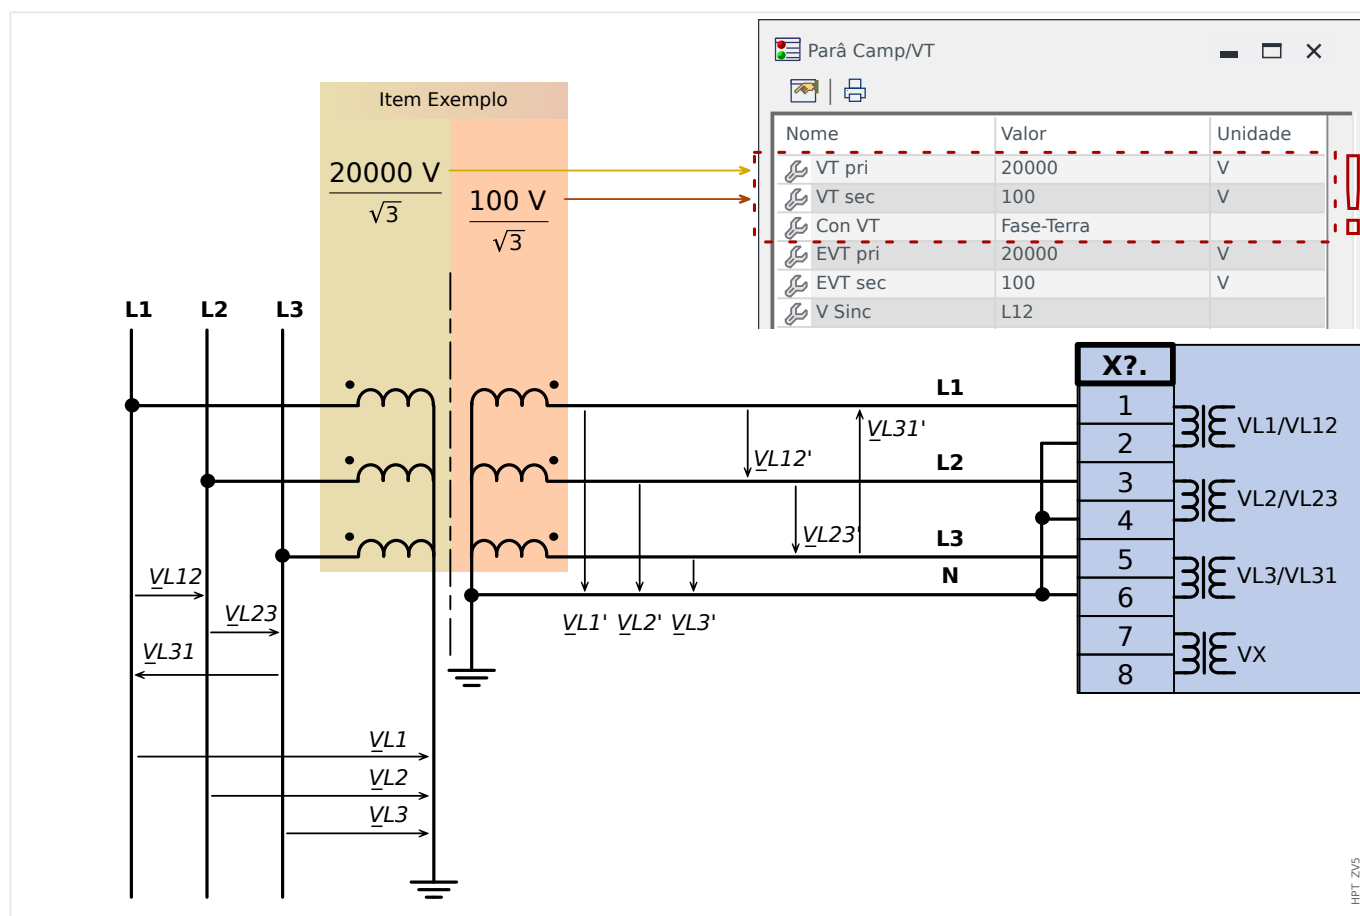 Parâ Camp/VT
Item Exemplo
Nome Valor Unidade
VT pri 20000 V
VT sec 100 V
Con VT Fase-Terra
EVT pri 20000 V
EVT sec 100 V
V Sinc L12
20000 V
√3
100 V
√3
L1 L2 L3
X?.
L1
L2
L3
N
1
2
3
4
5
6
7
8
VL1/VL12
VL2/VL23
VL3/VL31
VX
VL31'
VL12'
VL23'
VL1' VL2' VL3'
VL12
VL23
VL31
VL1
VL2
VL3
HPT_ZV5